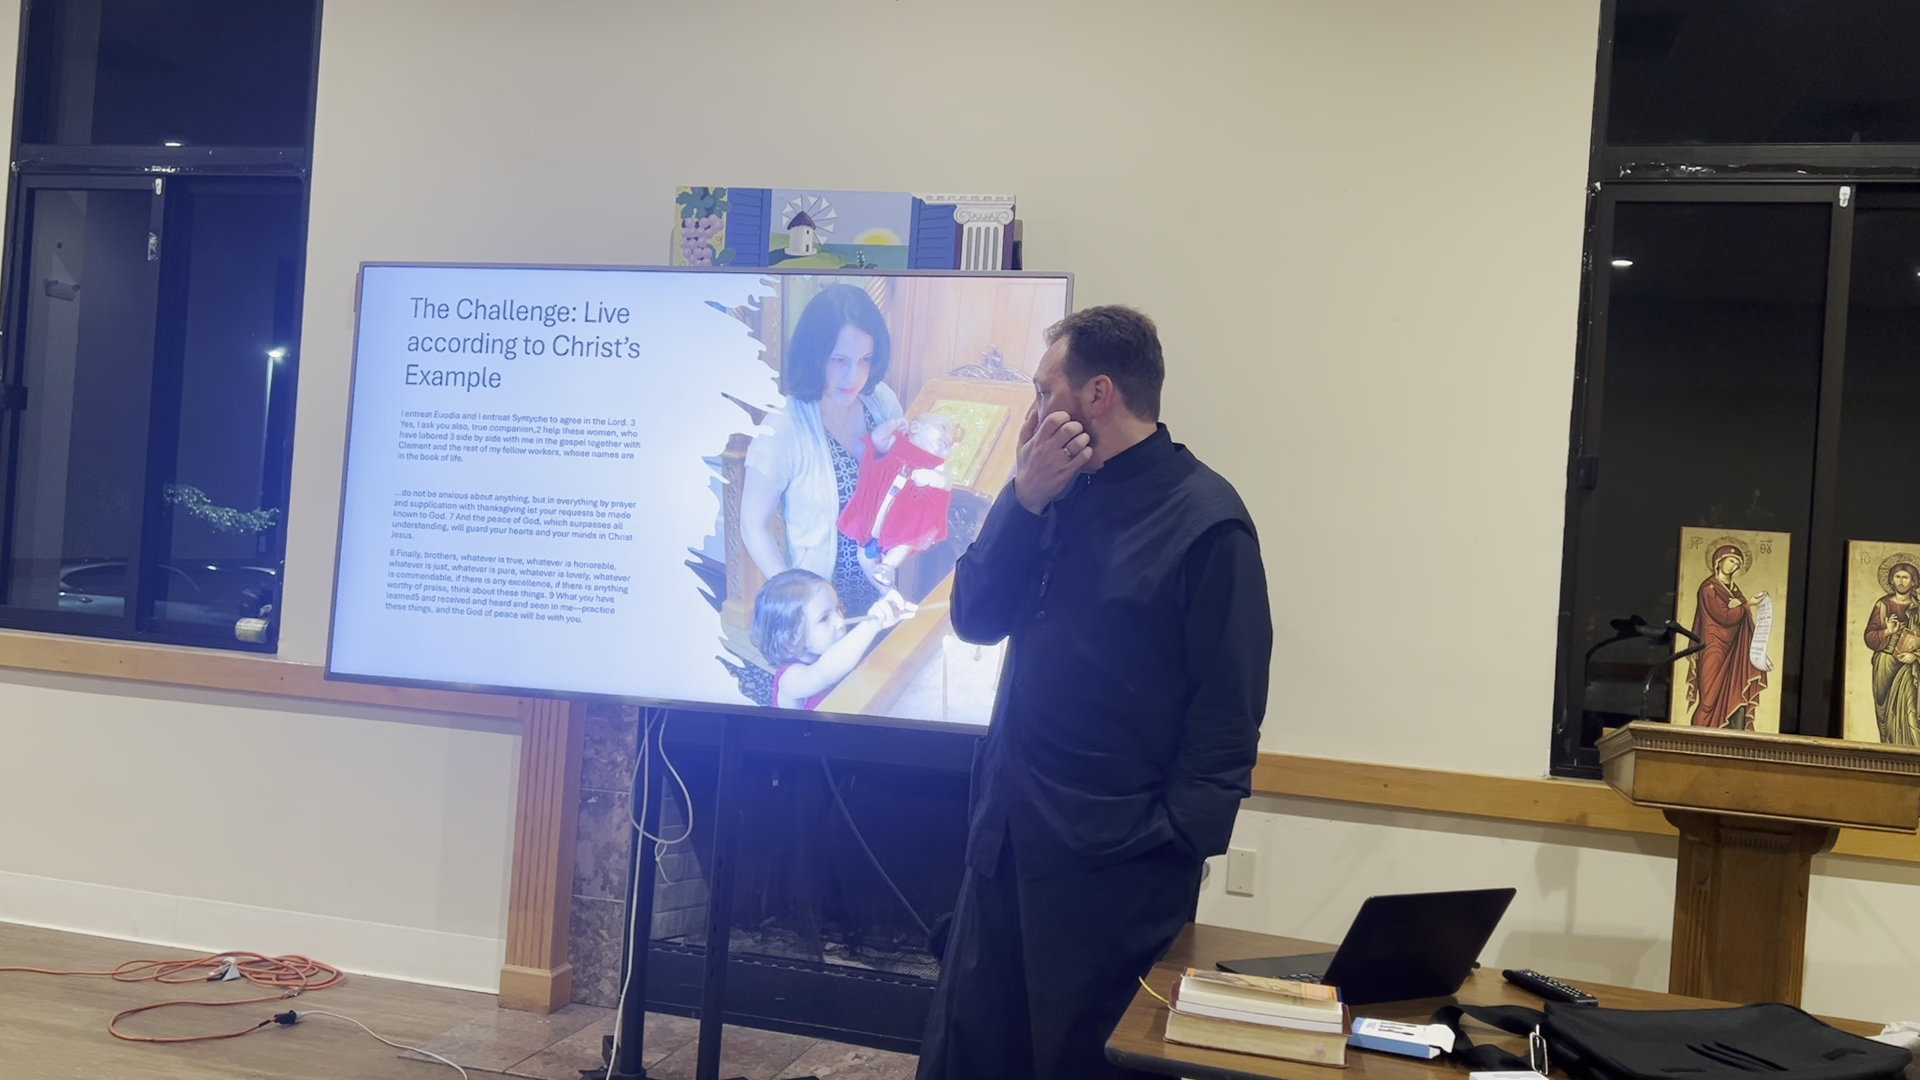 The Challenge: Live
according to Christ's
Example
I entreat Euodia and I entreat Syntyche to agree in the Lord. 3
Yes, I ask you also, true companion,2 help these women, who
have labored 3 side by side with me in the gospel together with
Clement and the rest of my fellow workers, whose names are
in the book of life.
...do not be anxious about anything, but in everything by prayer
and supplication with thanksgiving let your requests be made
known to God. 7 And the peace of God, which surpasses all
understanding, will guard your hearts and your minds in Christ
Jesus.
8 Finally, brothers, whatever is true, whatever is honorable,
whatever is just, whatever is pure, whatever is lovely, whatever
is commendable, if there is any excellence, if there is anything
worthy of praise, think about these things. 9 What you have
learned5 and received and heard and seen in me—practice
these things, and the God of peace will be with you.